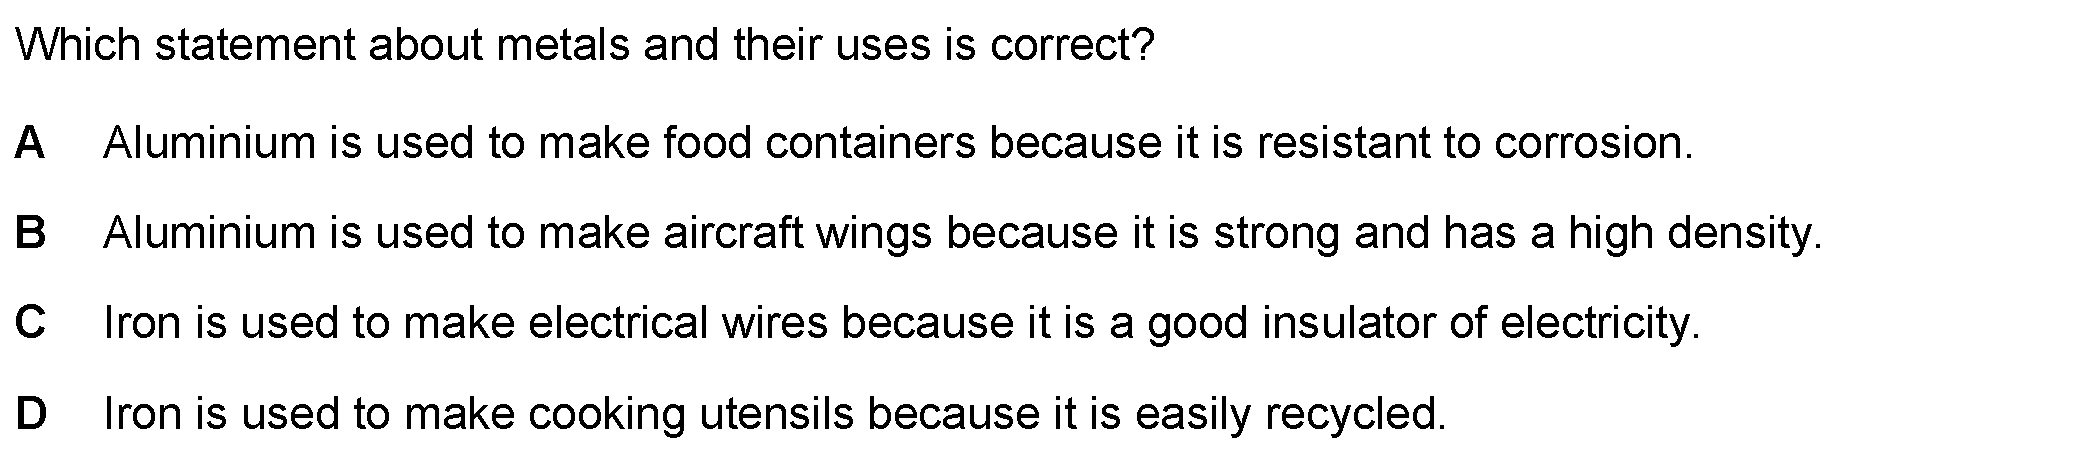 Which statement about metals and their uses is correct?
A Aluminium is used to make food containers because it is resistant to corrosion.
B Aluminium is used to make aircraft wings because it is strong and has a high density.
C Iron is used to make electrical wires because it is a good insulator of electricity.
D Iron is used to make cooking utensils because it is easily recycled.